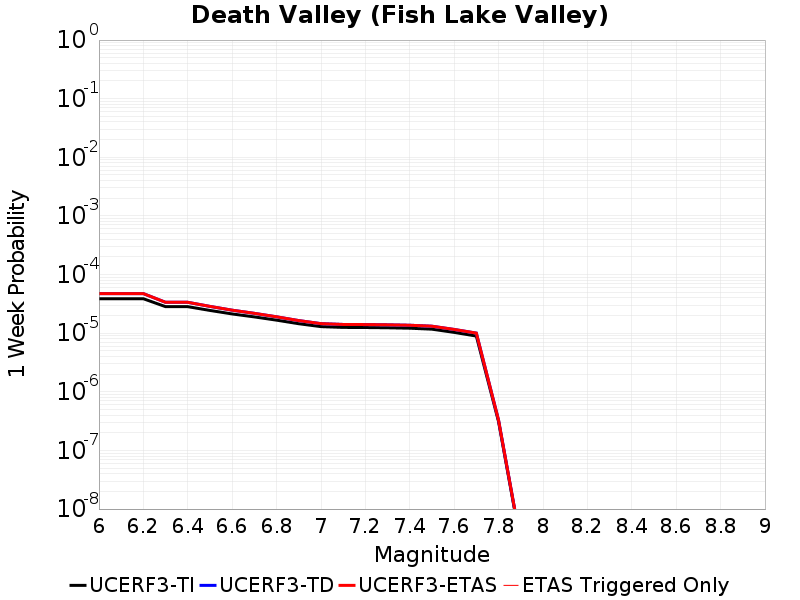 Death Valley (Fish Lake Valley)
10^0
10^-1
10^-2
10^-3
10^-4
10^-5
10^-6
10^-7
10^-8
1 Week Probability
6 6.2 6.4 6.6 6.8 7 7.2 7.4 7.6 7.8 8 8.2 8.4 8.6 8.8 9
Magnitude
UCERF3-TI UCERF3-TD UCERF3-ETAS ETAS Triggered Only